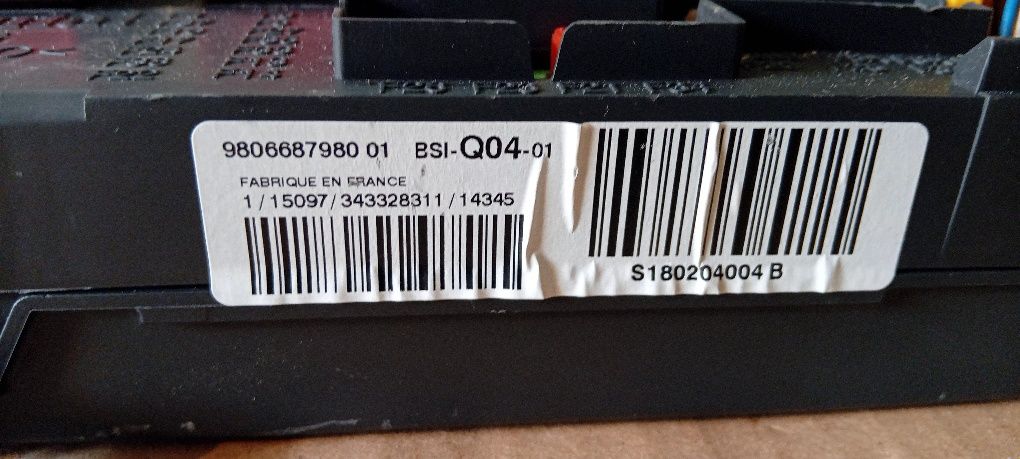 9806687980 01 BSI-Q04-01
FABRIQUE EN FRANCE
1/15097/343328311/14345
S180204004 B